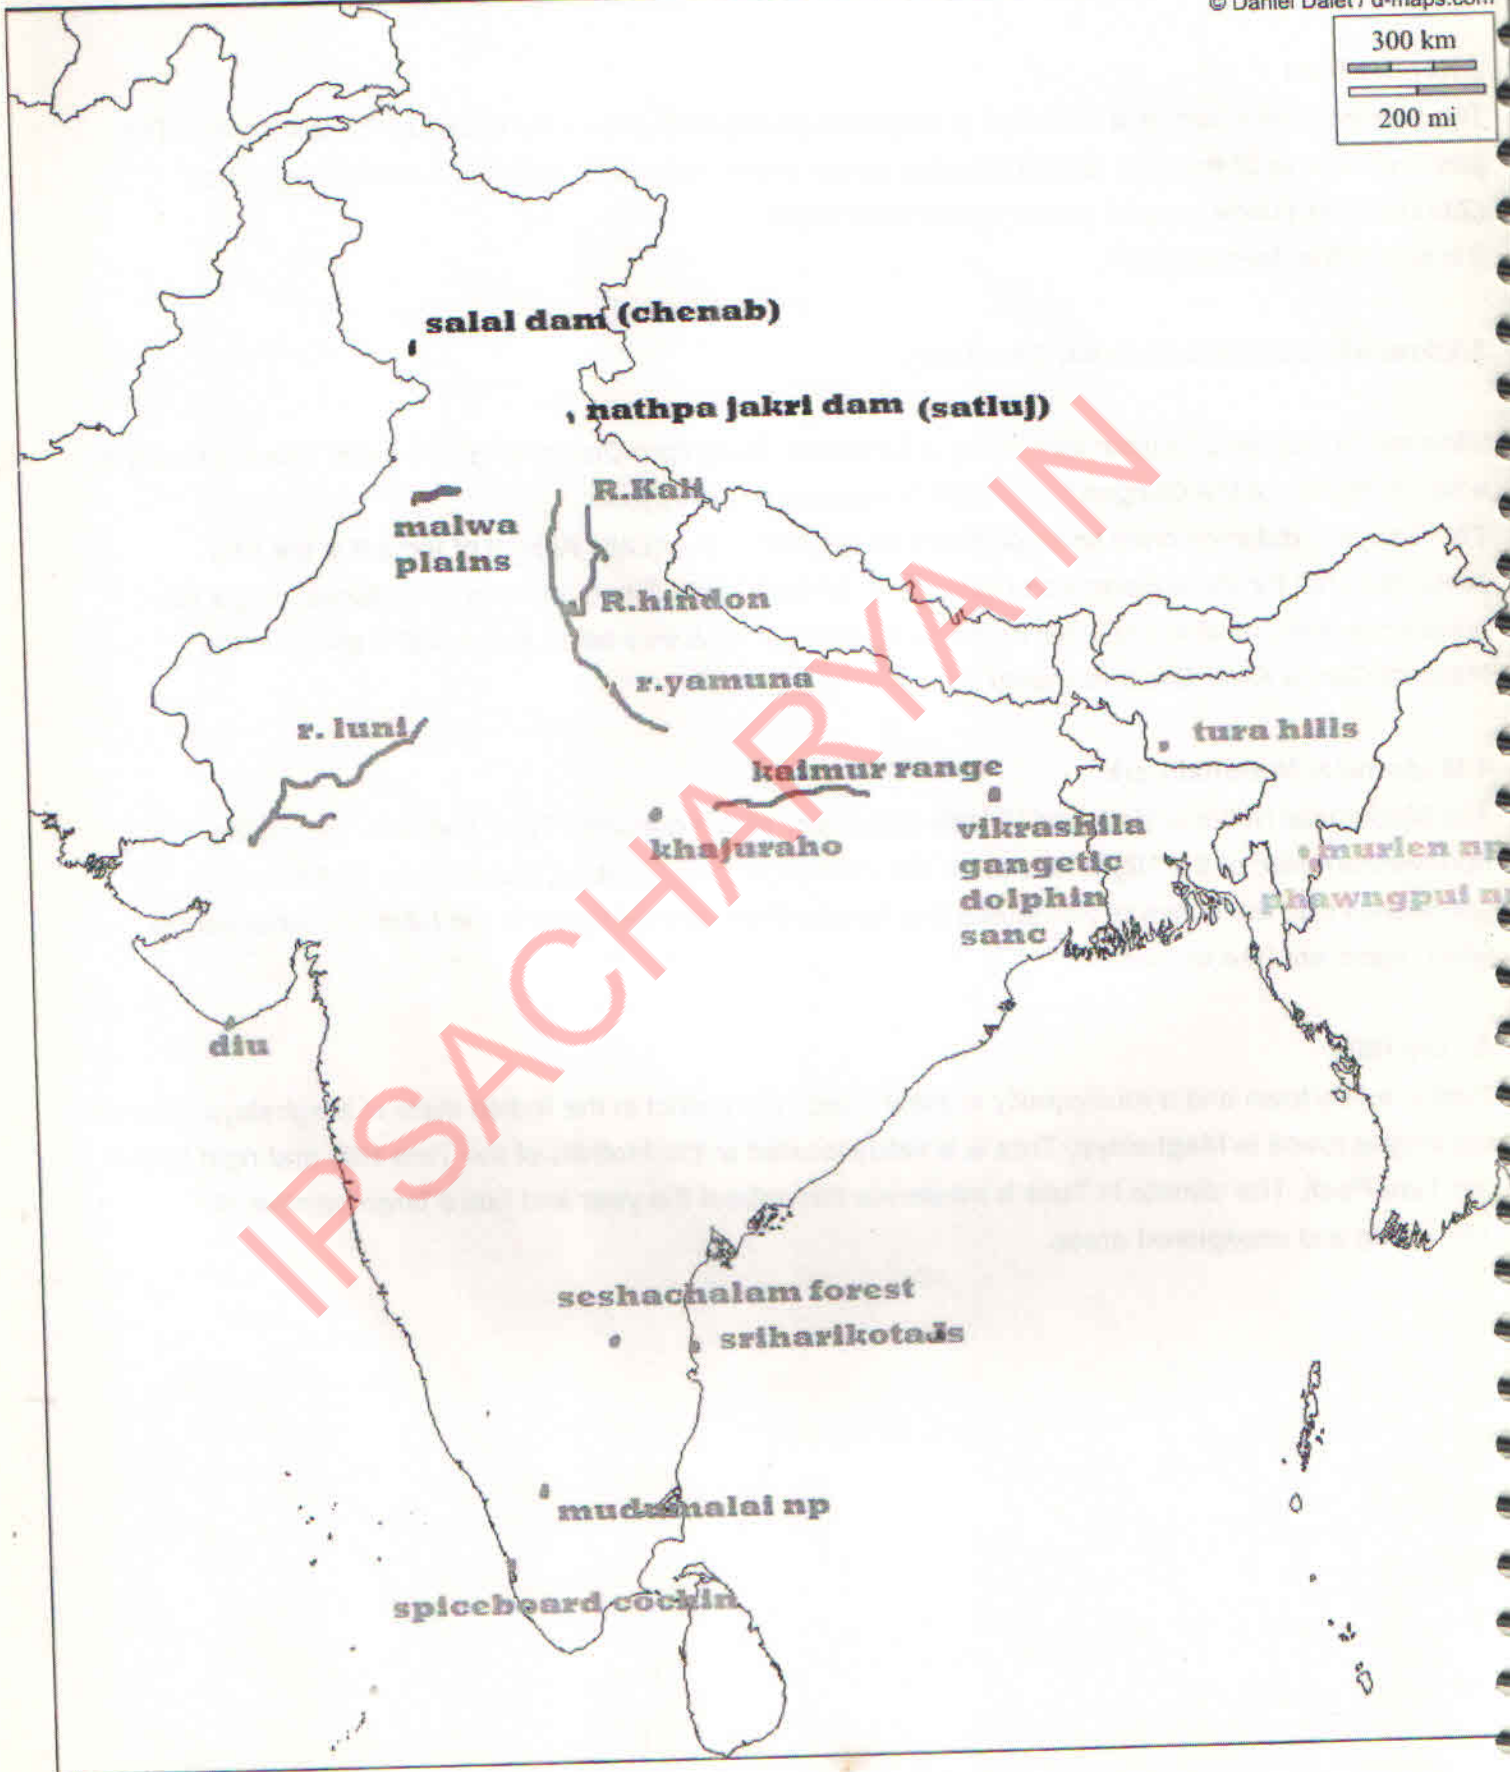 © Daniel Dalet / d-maps.com
300 km
200 mi
salal dam (chenab)
nathpa jakri dam (satluj)
R.Kali
malwa
plains
R.hindon
r.yamuna
r. luni
tura hills
kaimur range
khajuraho
vikrashila
gangetic
dolphin
sanc
murlen np
phawngpui np
diu
seshachalam forest
sriharikota
mudumalai np
spiceboard cochin
IPSACHARYA.IN